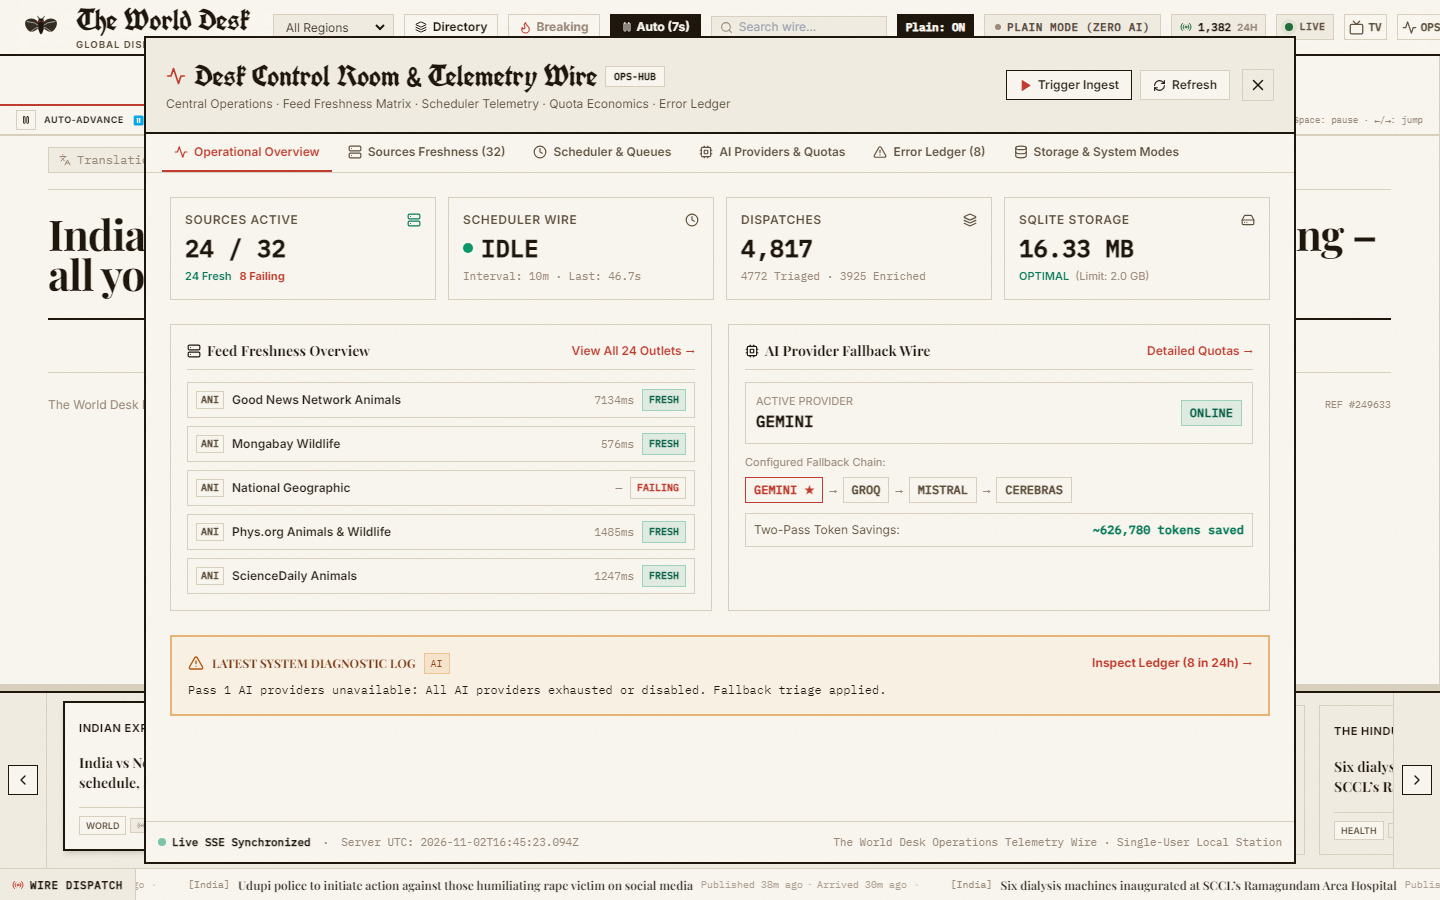 The World Desk
GLOBAL DIS
All Regions
Directory
Breaking
Auto (7s)
Search wire...
Plain: ON
PLAIN MODE (ZERO AI)
1,382 24H
LIVE
TV
OPS
Desk Control Room & Telemetry Wire
OPS-HUB
Central Operations · Feed Freshness Matrix · Scheduler Telemetry · Quota Economics · Error Ledger
Trigger Ingest
Refresh
AUTO-ADVANCE
Space: pause · ←/→: jump
Operational Overview
Sources Freshness (32)
Scheduler & Queues
AI Providers & Quotas
Error Ledger (8)
Storage & System Modes
Translatio
India
ng –
all yo
SOURCES ACTIVE
24 / 32
24 Fresh 8 Failing
SCHEDULER WIRE
IDLE
Interval: 10m · Last: 46.7s
DISPATCHES
4,817
4772 Triaged · 3925 Enriched
SQLITE STORAGE
16.33 MB
OPTIMAL (Limit: 2.0 GB)
The World Desk
REF #249633
Feed Freshness Overview
View All 24 Outlets →
ANI Good News Network Animals 7134ms FRESH
ANI Mongabay Wildlife 576ms FRESH
ANI National Geographic — FAILING
ANI Phys.org Animals & Wildlife 1485ms FRESH
ANI ScienceDaily Animals 1247ms FRESH
AI Provider Fallback Wire
Detailed Quotas →
ACTIVE PROVIDER
GEMINI
ONLINE
Configured Fallback Chain:
GEMINI ★ → GROQ → MISTRAL → CEREBRAS
Two-Pass Token Savings: ~626,780 tokens saved
LATEST SYSTEM DIAGNOSTIC LOG AI
Inspect Ledger (8 in 24h) →
Pass 1 AI providers unavailable: All AI providers exhausted or disabled. Fallback triage applied.
INDIAN EXP
India vs N
schedule,
WORLD
THE HINDU
Six dialys
SCCL's R
HEALTH
Live SSE Synchronized · Server UTC: 2026-11-02T16:45:23.094Z
The World Desk Operations Telemetry Wire · Single-User Local Station
WIRE DISPATCH
go ·
[India] Udupi police to initiate action against those humiliating rape victim on social media Published 38m ago · Arrived 30m ago ·
[India] Six dialysis machines inaugurated at SCCL's Ramagundam Area Hospital Publis